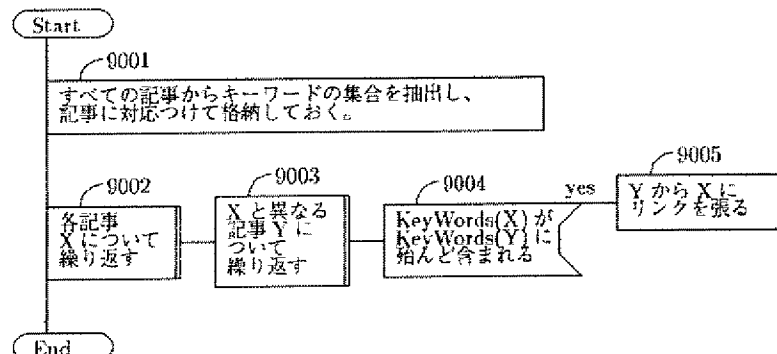 Start
9001
すべての記事からキーワードの集合を抽出し、
記事に対応つけて格納しておく。
9002
各記事
X について
繰り返す
9003
X と異なる
記事 Y に
ついて
繰り返す
9004
KeyWords(X) が
KeyWords(Y) に
殆んど含まれる
yes
9005
Y から X に
リンクを張る
End